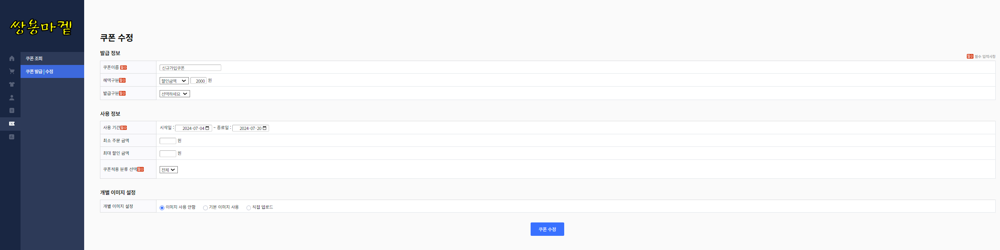 쌍용마켙
쿠폰 조회
쿠폰 발급 | 수정
쿠폰 수정
발급 정보
필수 필수 입력사항
쿠폰이름 필수 신규가입쿠폰
혜택구분필수 할인금액 2000 원
발급구분필수 선택하세요
사용 정보
사용 기간필수 시작일 : 2024-07-04 ~ 종료일 : 2024-07-20
최소 주문 금액 원
최대 할인 금액 원
쿠폰적용 분류 선택필수 전체
개별 이미지 설정
개별 이미지 설정 이미지 사용 안함 기본 이미지 사용 직접 업로드
쿠폰 수정